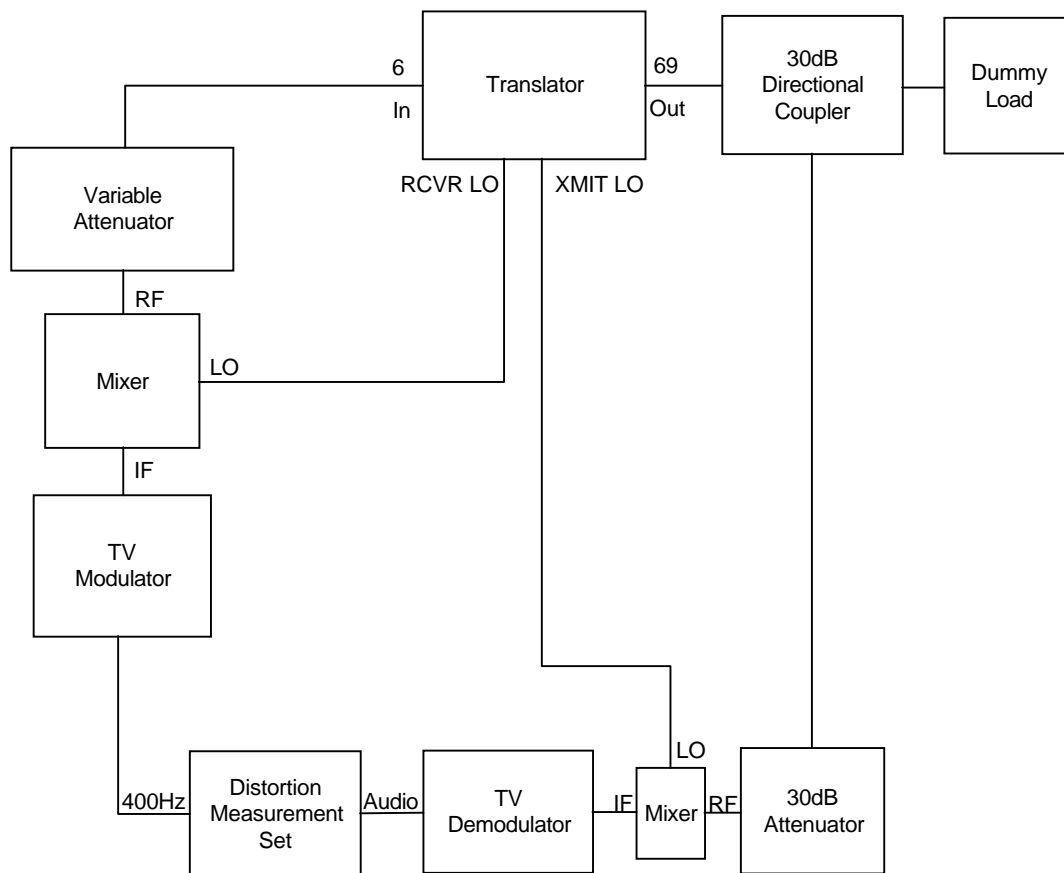 6
In
Translator
69
Out
30dB
Directional
Coupler
Dummy
Load
RCVR LO
XMIT LO
Variable
Attenuator
RF
Mixer
LO
IF
TV
Modulator
400Hz
Distortion
Measurement
Set
Audio
TV
Demodulator
IF
LO
Mixer
RF
30dB
Attenuator